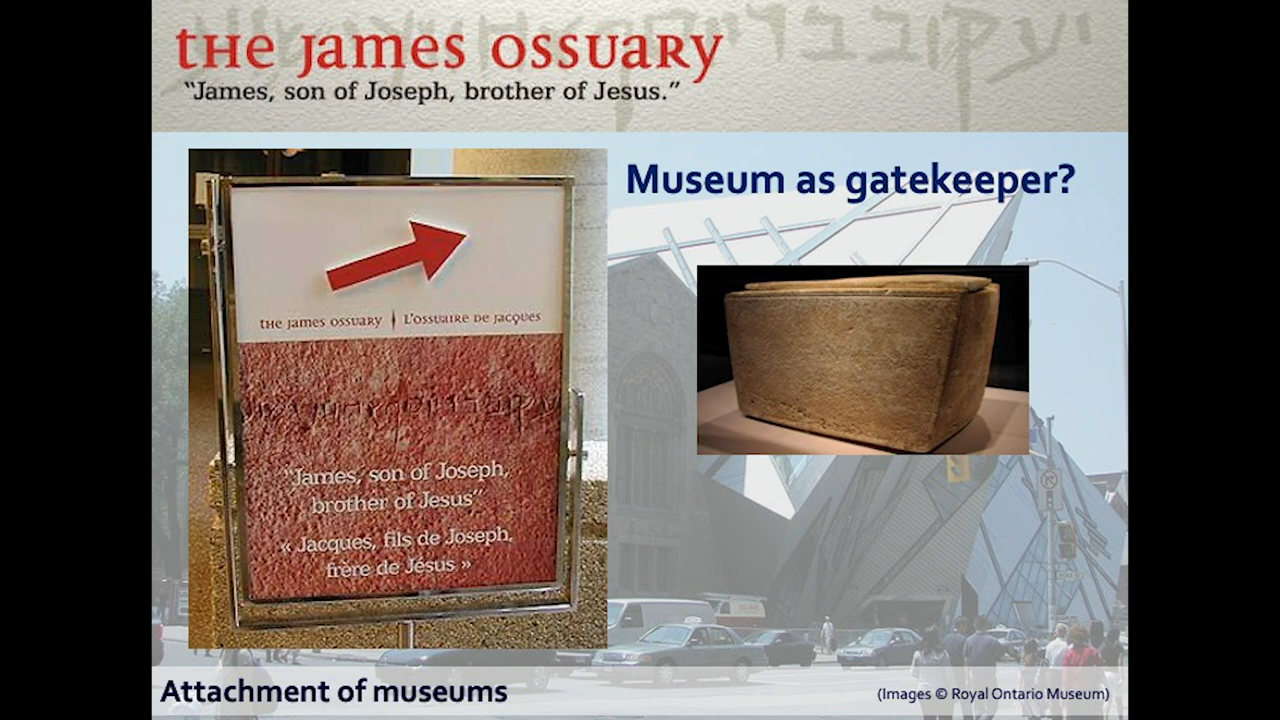 the James Ossuary
“James, son of Joseph, brother of Jesus.”
Museum as gatekeeper?
the James Ossuary | L'Ossuaire de Jacques
“James, son of Joseph,
brother of Jesus”
« Jacques, fils de Joseph,
frère de Jésus »
Attachment of museums
(Images © Royal Ontario Museum)